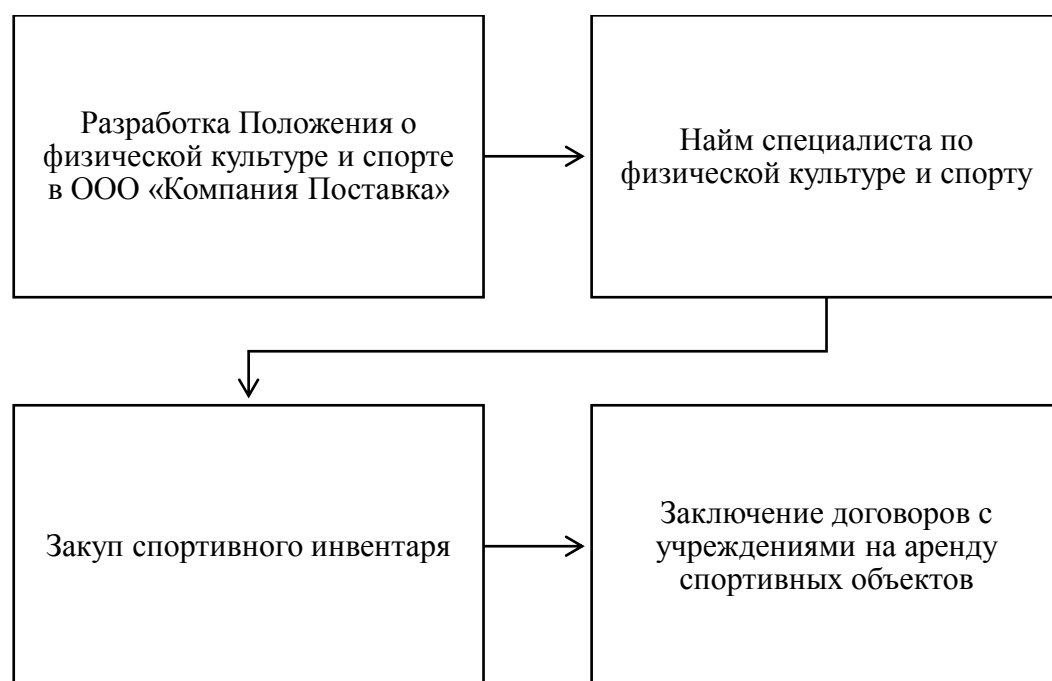 Разработка Положения о
физической культуре и спорте
в ООО «Компания Поставка»
Найм специалиста по
физической культуре и спорту
Закуп спортивного инвентаря
Заключение договоров с
учреждениями на аренду
спортивных объектов